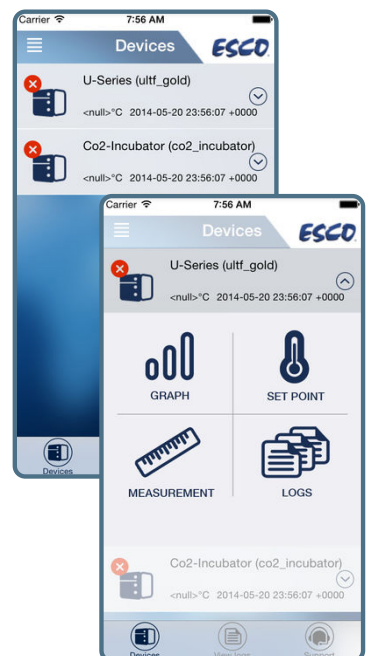 Carrier 7:56 AM
Devices ESCO
U-Series (ultf_gold)
<null>°C 2014-05-20 23:56:07 +0000
Co2-Incubator (co2_incubator)
<null>°C 2014-05-20 23:56:07 +0000
Devices
Carrier 7:56 AM
Devices ESCO
U-Series (ultf_gold)
<null>°C 2014-05-20 23:56:07 +0000
GRAPH SET POINT
MEASUREMENT LOGS
Co2-Incubator (co2_incubator)
<null>°C 2014-05-20 23:56:07 +0000
Devices View logs Support